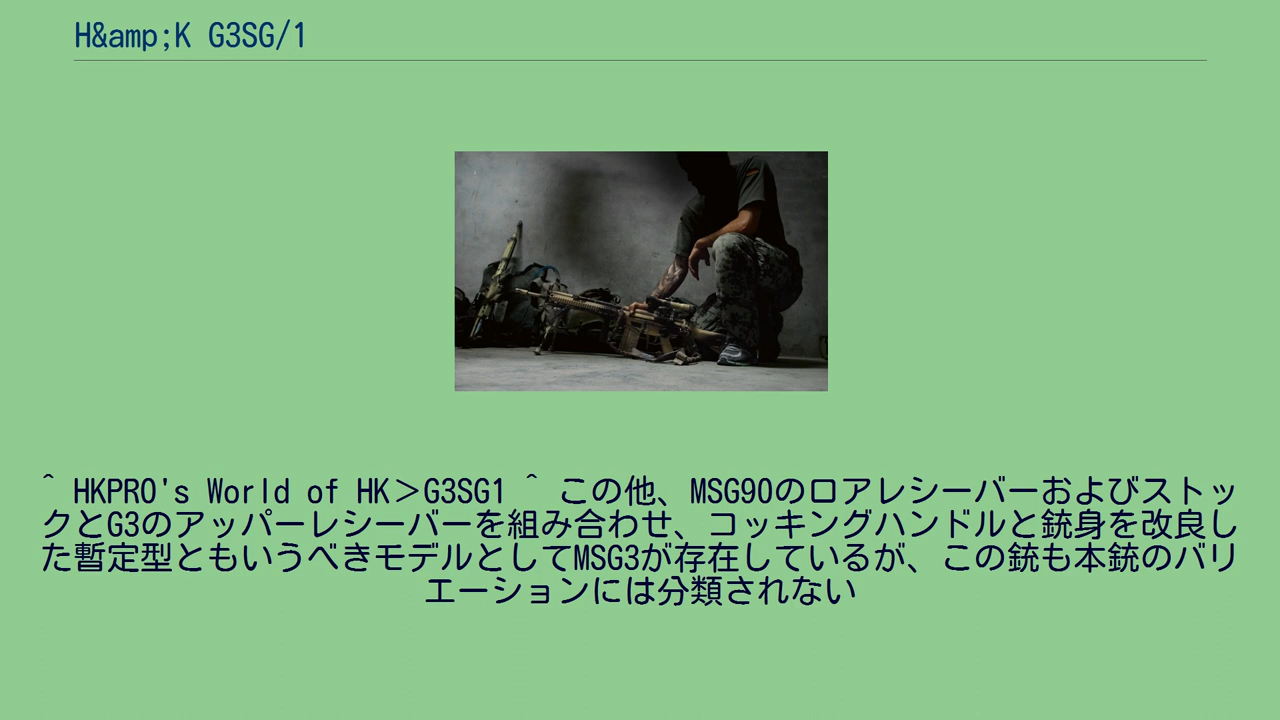 H&amp;K G3SG/1
^ HKPRO's World of HK＞G3SG1 ^ この他、MSG90のロアレシーバーおよびストッ
クとG3のアッパーレシーバーを組み合わせ、コッキングハンドルと銃身を改良し
た暫定型ともいうべきモデルとしてMSG3が存在しているが、この銃も本銃のバリ
エーションには分類されない